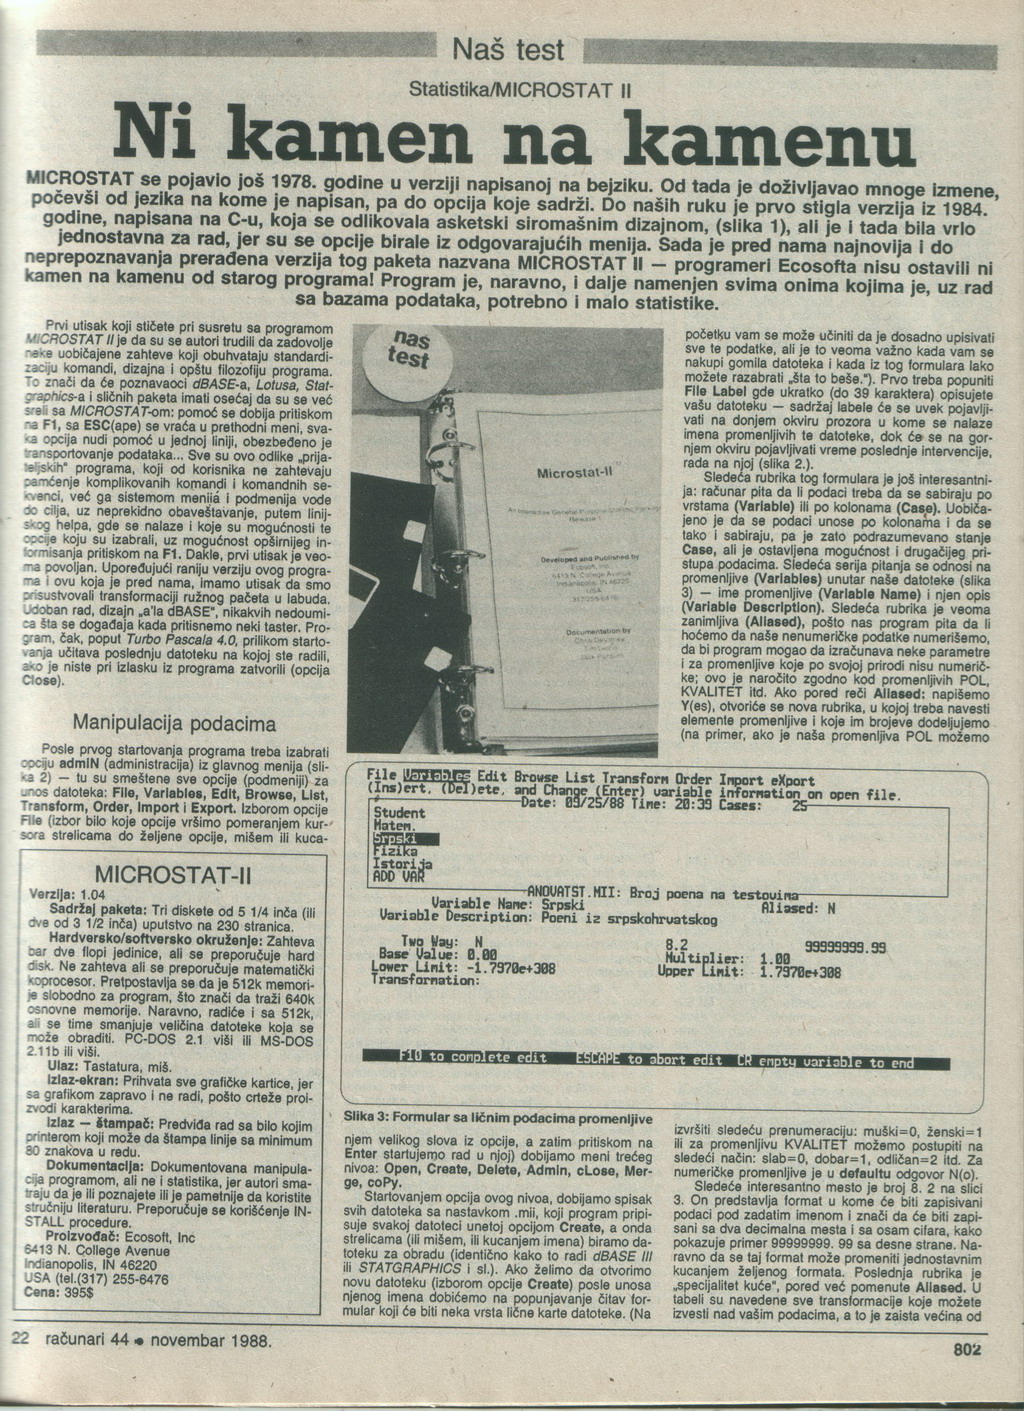 Naš test
Statistika/MICROSTAT II
Ni kamen na kamenu
MICROSTAT se pojavio još 1978. godine u verziji napisanoj na bejziku. Od tada je doživljavao mnoge izmene,
počevši od jezika na kome je napisan, pa do opcija koje sadrži. Do naših ruku je prvo stigla verzija iz 1984.
godine, napisana na C-u, koja se odlikovala asketski siromašnim dizajnom, (slika 1), ali je i tada bila vrlo
jednostavna za rad, jer su se opcije birale iz odgovarajućih menija. Sada je pred nama najnovija i do
neprepoznavanja prerađena verzija tog paketa nazvana MICROSTAT II — programeri Ecosofta nisu ostavili ni
kamen na kamenu od starog programa! Program je, naravno, i dalje namenjen svima onima kojima je, uz rad
sa bazama podataka, potrebno i malo statistike.
Prvi utisak koji stičete pri susretu sa programom
MICROSTAT II je da su se autori trudili da zadovolje
neke uobičajene zahteve koji obuhvataju standardi-
zaciju komandi, dizajna i opštu filozofiju programa.
To znači da će poznavaoci dBASE-a, Lotusa, Stat-
graphics-a i sličnih paketa imati osećaj da su se već
sreli sa MICROSTAT-om: pomoć se dobija pritiskom
na F1, sa ESC(ape) se vraća u prethodni meni, sva-
ka opcija nudi pomoć u jednoj liniji, obezbeđeno je
transportovanje podataka... Sve su ovo odlike „prija-
teljskih" programa, koji od korisnika ne zahtevaju
pamćenje komplikovanih komandi i komandnih se-
kvenci, već ga sistemom menija i podmenija vode
do cilja, uz neprekidno obaveštavanje, putem linij-
skog helpa, gde se nalaze i koje su mogućnosti te
opcije koju su izabrali, uz mogućnost opširnijeg in-
formisanja pritiskom na F1. Dakle, prvi utisak je veo-
ma povoljan. Upoređujući raniju verziju ovog progra-
ma i ovu koja je pred nama, imamo utisak da smo
prisustvovali transformaciji ružnog pačeta u labuda.
Udoban rad, dizajn „a'la dBASE", nikakvih nedoumi-
ca šta se događa kada pritisnemo neki taster. Pro-
gram, čak, poput Turbo Pascala 4.0, prilikom starto-
vanja učitava poslednju datoteku na kojoj ste radili,
ako je niste pri izlasku iz programa zatvorili (opcija
Close).
Manipulacija podacima
Posle prvog startovanja programa treba izabrati
opciju admIN (administracija) iz glavnog menija (sli-
ka 2) — tu su smeštene sve opcije (podmeniji) za
unos datoteka: File, Variables, Edit, Browse, List,
Transform, Order, Import i Export. Izborom opcije
File (izbor bilo koje opcije vršimo pomeranjem kur-
sora strelicama do željene opcije, mišem ili kuca-
MICROSTAT-II
Verzija: 1.04
Sadržaj paketa: Tri diskete od 5 1/4 inča (ili
dve od 3 1/2 inča) uputstvo na 230 stranica.
Hardversko/softversko okruženje: Zahteva
bar dve flopi jedinice, ali se preporučuje hard
disk. Ne zahteva ali se preporučuje matematički
koprocesor. Pretpostavlja se da je 512k memori-
je slobodno za program, što znači da traži 640k
osnovne memorije. Naravno, radiće i sa 512k,
ali se time smanjuje veličina datoteke koja se
može obraditi. PC-DOS 2.1 viši ili MS-DOS
2.11b ili viši.
Ulaz: Tastatura, miš.
Izlaz-ekran: Prihvata sve grafičke kartice, jer
sa grafikom zapravo i ne radi, pošto crteže proi-
zvodi karakterima.
Izlaz — štampač: Predviđa rad sa bilo kojim
printerom koji može da štampa linije sa minimum
80 znakova u redu.
Dokumentacija: Dokumentovana manipula-
cija programom, ali ne i statistika, jer autori sma-
traju da je ili poznajete ili je pametnije da koristite
stručniju literaturu. Preporučuje se korišćenje IN-
STALL procedure.
Proizvođač: Ecosoft, Inc
6413 N. College Avenue
Indianopolis, IN 46220
USA (tel.(317) 255-6476
Cena: 395$
naš
test
Microstat-II
Release 1
Developed and Published by
Ecosoft, Inc.
6413 N. College Avenue
Indianapolis, IN 46220
USA
317/255-6476
Documentation by
File Variables Edit Browse List Transform Order Import eXport
(Ins)ert, (Del)ete, and Change (Enter) variable information on open file.
Date: 09/25/88 Time: 20:39 Cases: 25
Student
Matem.
Srpski
Fizika
Istorija
ADD VAR
ANOVATST.MII: Broj poena na testovima
Variable Name: Srpski Aliased: N
Variable Description: Poeni iz srpskohrvatskog
Two Way: N 8.2 99999999.99
Base Value: 0.00 Multiplier: 1.00
Lower Limit: -1.7970e+308 Upper Limit: 1.7970e+308
Transformation:
F10 to complete edit ESCAPE to abort edit CR empty variable to end
Slika 3: Formular sa ličnim podacima promenljive
njem velikog slova iz opcije, a zatim pritiskom na
Enter startujemo rad u njoj) dobijamo meni trećeg
nivoa: Open, Create, Delete, Admin, cLose, Mer-
ge, coPy.
Startovanjem opcija ovog nivoa, dobijamo spisak
svih datoteka sa nastavkom .mii, koji program pripi-
suje svakoj datoteci unetoj opcijom Create, a onda
strelicama (ili mišem, ili kucanjem imena) biramo da-
toteku za obradu (identično kako to radi dBASE III
ili STATGRAPHICS i sl.). Ako želimo da otvorimo
novu datoteku (izborom opcije Create) posle unosa
njenog imena dobićemo na popunjavanje čitav for-
mular koji će biti neka vrsta lične karte datoteke. (Na
početku vam se može učiniti da je dosadno upisivati
sve te podatke, ali je to veoma važno kada vam se
nakupi gomila datoteka i kada iz tog formulara lako
možete razabrati „šta to beše."). Prvo treba popuniti
File Label gde ukratko (do 39 karaktera) opisujete
vašu datoteku — sadržaj labele će se uvek pojavlji-
vati na donjem okviru prozora u kome se nalaze
imena promenljivih te datoteke, dok će se na gor-
njem okviru pojavljivati vreme poslednje intervencije,
rada na njoj (slika 2.).
Sledeća rubrika tog formulara je još interesantni-
ja: računar pita da li podaci treba da se sabiraju po
vrstama (Variable) ili po kolonama (Case). Uobiča-
jeno je da se podaci unose po kolonama i da se
tako i sabiraju, pa je zato podrazumevano stanje
Case, ali je ostavljena mogućnost i drugačijeg pri-
stupa podacima. Sledeća serija pitanja se odnosi na
promenljive (Variables) unutar naše datoteke (slika
3) — ime promenljive (Variable Name) i njen opis
(Variable Description). Sledeća rubrika je veoma
zanimljiva (Aliased), pošto nas program pita da li
hoćemo da naše nenumeričke podatke numerišemo,
da bi program mogao da izračunava neke parametre
i za promenljive koje po svojoj prirodi nisu numerič-
ke; ovo je naročito zgodno kod promenljivih POL,
KVALITET itd. Ako pored reči Aliased: napišemo
Y(es), otvoriće se nova rubrika, u kojoj treba navesti
elemente promenljive i koje im brojeve dodeljujemo
(na primer, ako je naša promenljiva POL možemo
izvršiti sledeću prenumeraciju: muški=0, ženski=1
ili za promenljivu KVALITET možemo postupiti na
sledeći način: slab=0, dobar=1, odličan=2 itd. Za
numeričke promenljive je u defaultu odgovor N(o).
Sledeće interesantno mesto je broj 8. 2 na slici
3. On predstavlja format u kome će biti zapisivani
podaci pod zadatim imenom i znači da će biti zapi-
sani sa dva decimalna mesta i sa osam cifara, kako
pokazuje primer 99999999. 99 sa desne strane. Na-
ravno da se taj format može promeniti jednostavnim
kucanjem željenog formata. Poslednja rubrika je
„specijalitet kuće", pored već pomenute Aliased. U
tabeli su navedene sve transformacije koje možete
izvesti nad vašim podacima, a to je zaista većina od
22 računari 44 • novembar 1988.
802